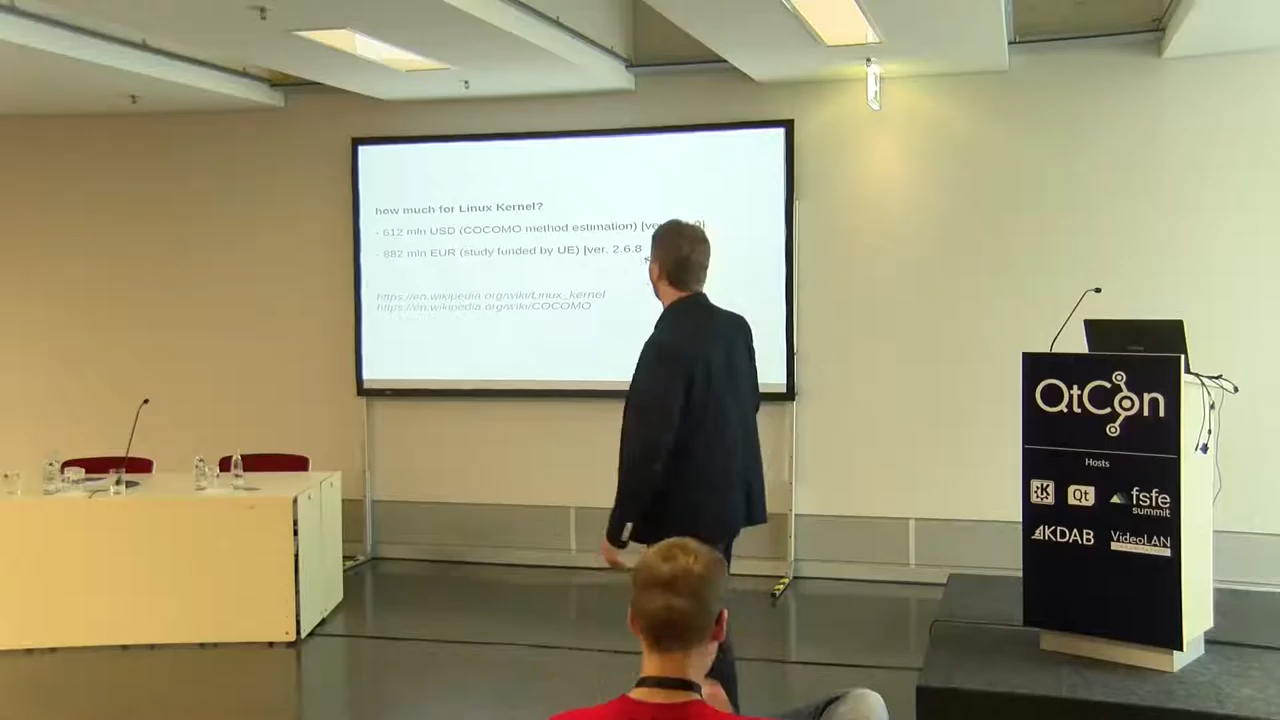 how much for Linux Kernel?
- 612 mln USD (COCOMO method estimation)
- 882 mln EUR (study funded by UE) [ver. 2.6.8
https://en.wikipedia.org/wiki/Linux_kernel
https://en.wikipedia.org/wiki/COCOMO
QtCon
Hosts
K Qt fsfe
summit
KDAB VideoLAN